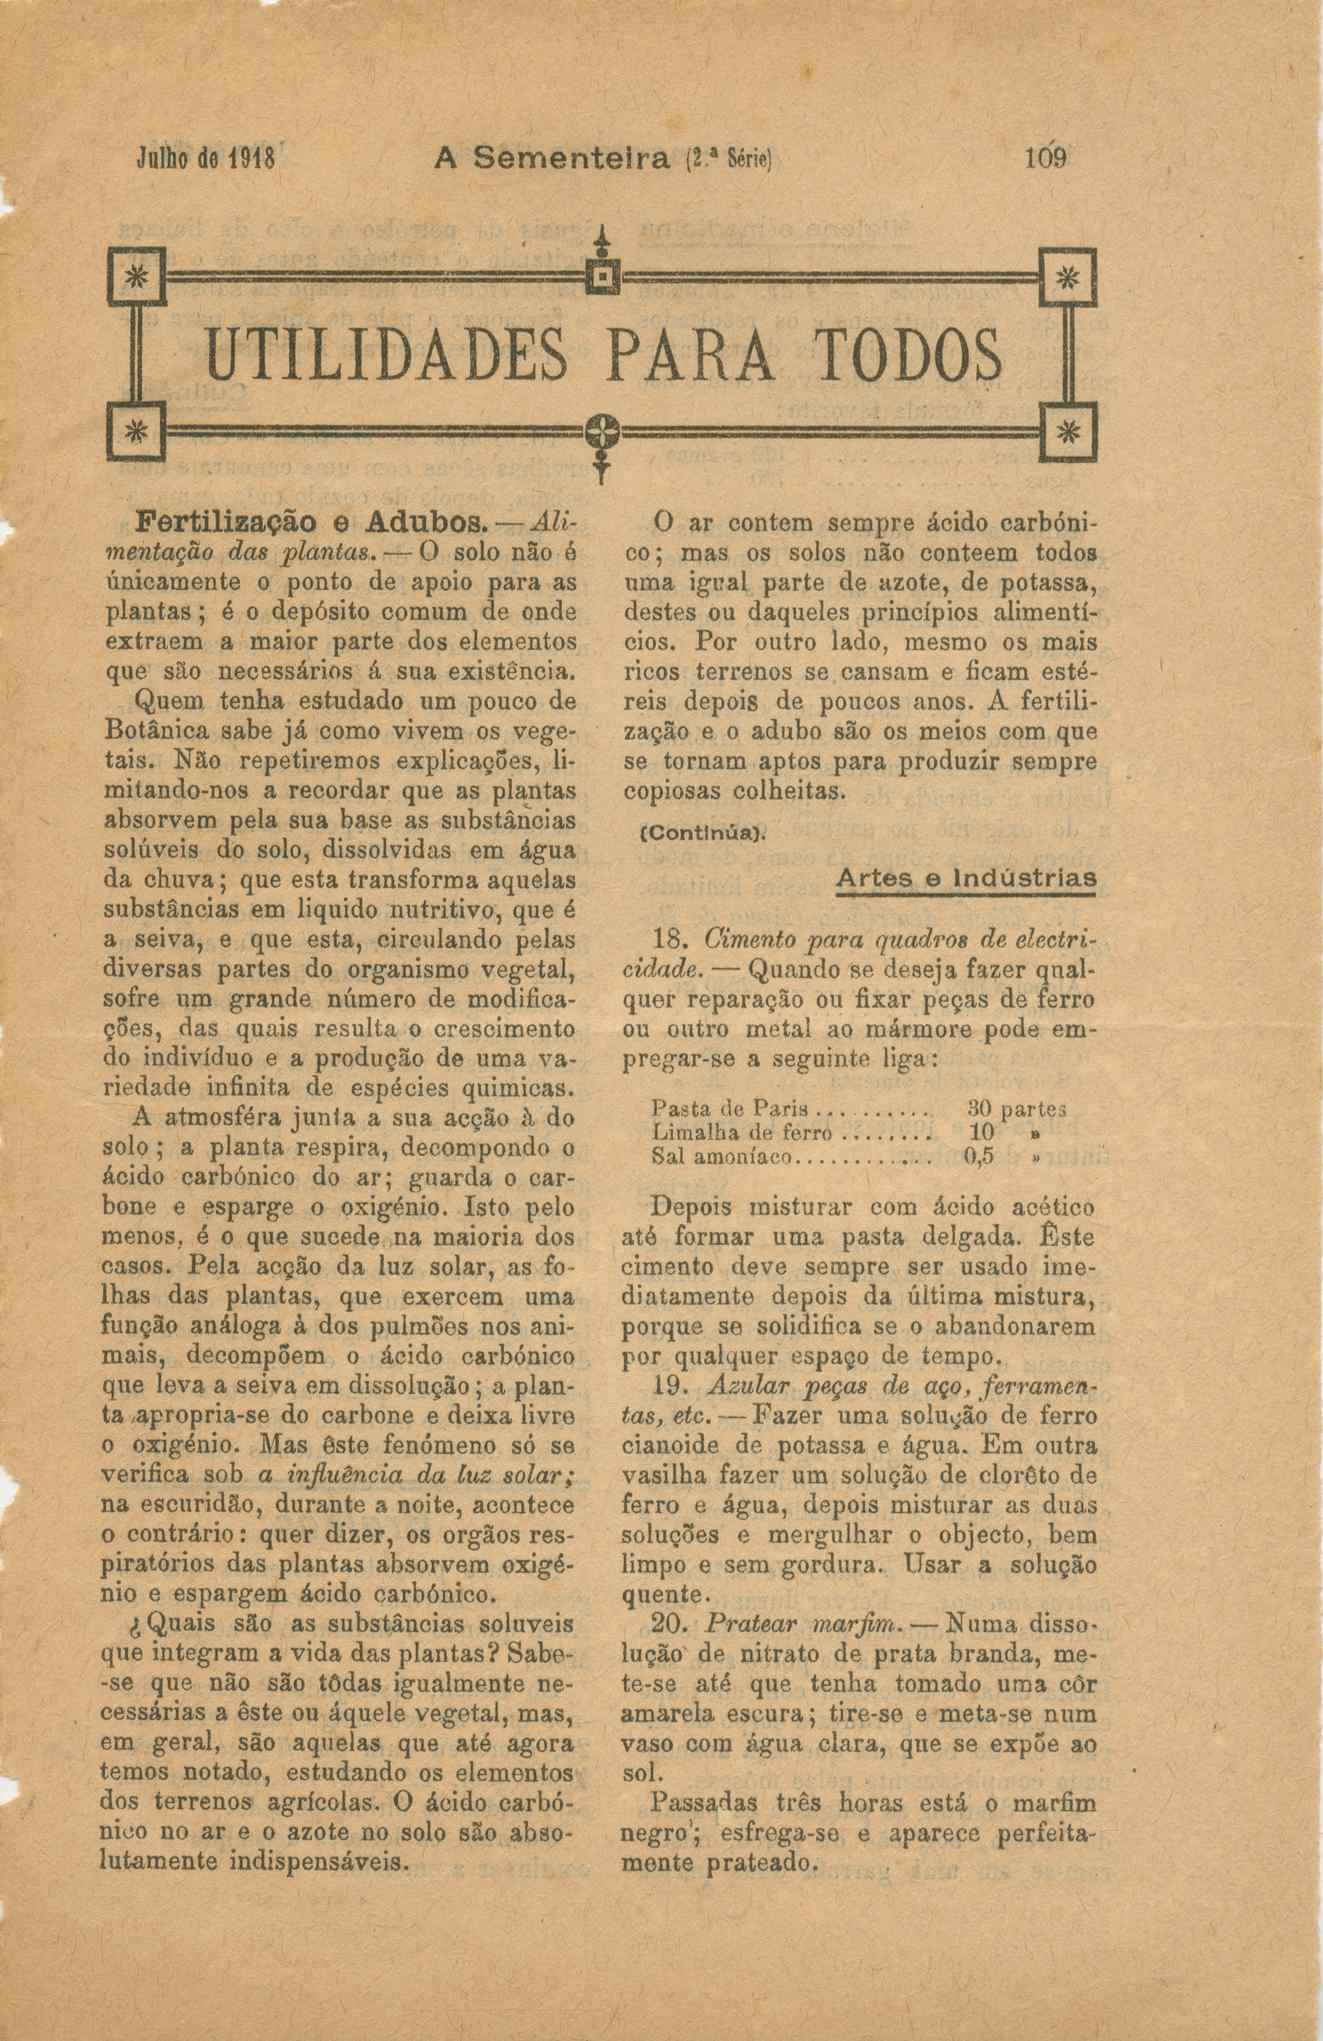 Julho de 1918
A Sementeira (2.ª Série)
109
UTILIDADES PARA TODOS
Fertilização e Adubos. — Ali-
mentação das plantas. — O solo não é
únicamente o ponto de apoio para as
plantas; é o depósito comum de onde
extraem a maior parte dos elementos
que são necessários á sua existência.
Quem tenha estudado um pouco de
Botânica sabe já como vivem os vege-
tais. Não repetiremos explicações, li-
mitando-nos a recordar que as plantas
absorvem pela sua base as substâncias
solúveis do solo, dissolvidas em água
da chuva; que esta transforma aquelas
substâncias em liquido nutritivo, que é
a seiva, e que esta, circulando pelas
diversas partes do organismo vegetal,
sofre um grande número de modifica-
ções, das quais resulta o crescimento
do indivíduo e a produção de uma va-
riedade infinita de espécies quimicas.
A atmosféra junta a sua acção à do
solo; a planta respira, decompondo o
ácido carbónico do ar; guarda o car-
bone e esparge o oxigénio. Isto pelo
menos, é o que sucede na maioria dos
casos. Pela acção da luz solar, as fo-
lhas das plantas, que exercem uma
função análoga à dos pulmões nos ani-
mais, decompõem o ácido carbónico
que leva a seiva em dissolução; a plan-
ta apropria-se do carbone e deixa livre
o oxigénio. Mas êste fenómeno só se
verifica sob a influência da luz solar;
na escuridão, durante a noite, acontece
o contrário: quer dizer, os orgãos res-
piratórios das plantas absorvem oxigé-
nio e espargem ácido carbónico.
¿Quais são as substâncias soluveis
que integram a vida das plantas? Sabe-
-se que não são tôdas igualmente ne-
cessárias a êste ou áquele vegetal, mas,
em geral, são aquelas que até agora
temos notado, estudando os elementos
dos terrenos agrícolas. O ácido carbó-
nico no ar e o azote no solo são abso-
lutamente indispensáveis.
O ar contem sempre ácido carbóni-
co; mas os solos não conteem todos
uma igual parte de azote, de potassa,
destes ou daqueles princípios alimentí-
cios. Por outro lado, mesmo os mais
ricos terrenos se cansam e ficam esté-
reis depois de poucos anos. A fertili-
zação e o adubo são os meios com que
se tornam aptos para produzir sempre
copiosas colheitas.
(Continúa).
Artes e Indústrias
18. Cimento para quadros de electri-
cidade. — Quando se deseja fazer qual-
quer reparação ou fixar peças de ferro
ou outro metal ao mármore pode em-
pregar-se a seguinte liga:
Pasta de Paris .......... 30 partes
Limalha de ferro ........ 10 »
Sal amoníaco............ 0,5 »
Depois misturar com ácido acético
até formar uma pasta delgada. Êste
cimento deve sempre ser usado ime-
diatamente depois da última mistura,
porque se solidifica se o abandonarem
por qualquer espaço de tempo.
19. Azular peças de aço, ferramen-
tas, etc. — Fazer uma solução de ferro
cianoide de potassa e água. Em outra
vasilha fazer um solução de clorêto de
ferro e água, depois misturar as duas
soluções e mergulhar o objecto, bem
limpo e sem gordura. Usar a solução
quente.
20. Pratear marfim. — Numa disso-
lução de nitrato de prata branda, me-
te-se até que tenha tomado uma côr
amarela escura; tire-se e meta-se num
vaso com água clara, que se expõe ao
sol.
Passadas três horas está o marfim
negro; esfrega-se e aparece perfeita-
mente prateado.